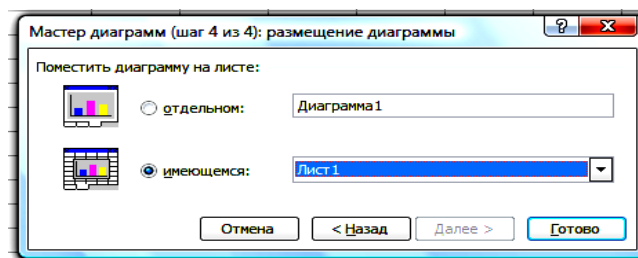 Мастер диаграмм (шаг 4 из 4): размещение диаграммы
Поместить диаграмму на листе:
отдельном: Диаграмма1
имеющемся: Лист1
Отмена < Назад Далее > Готово